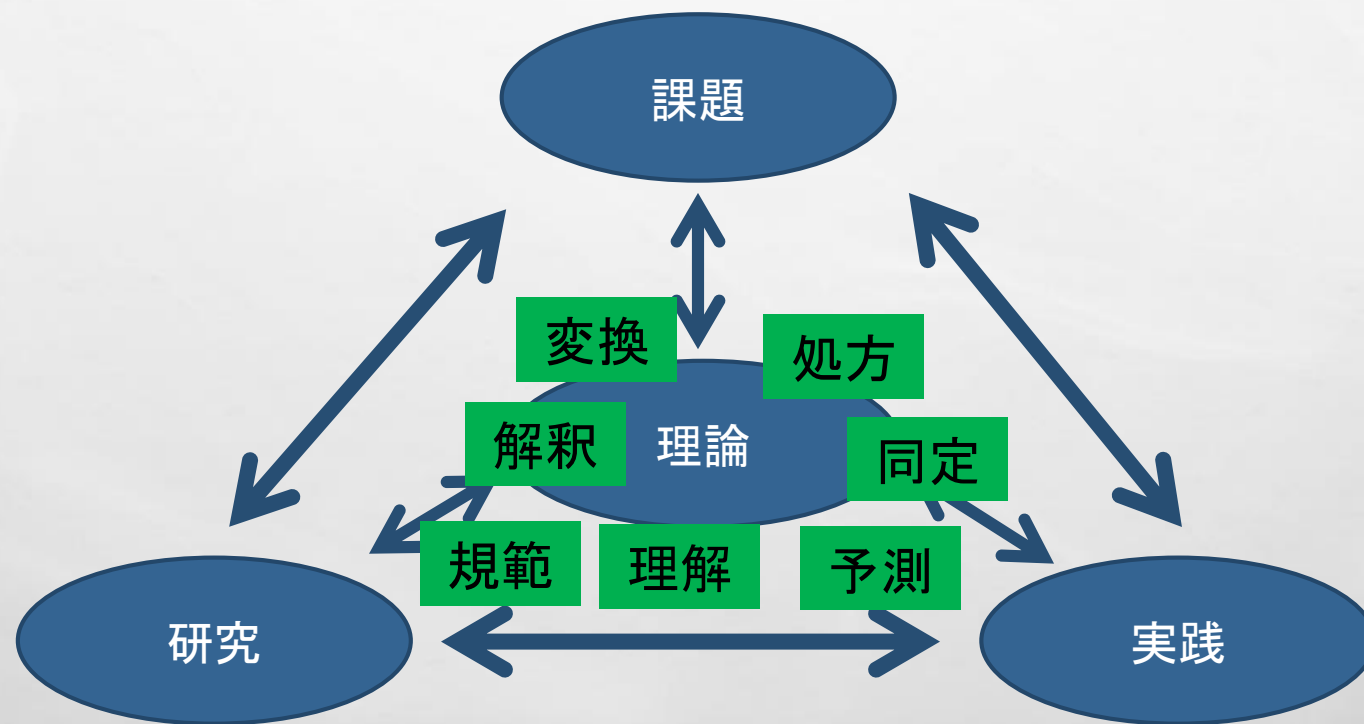 課題
変換
処方
解釈
理論
同定
規範
理解
予測
研究
実践